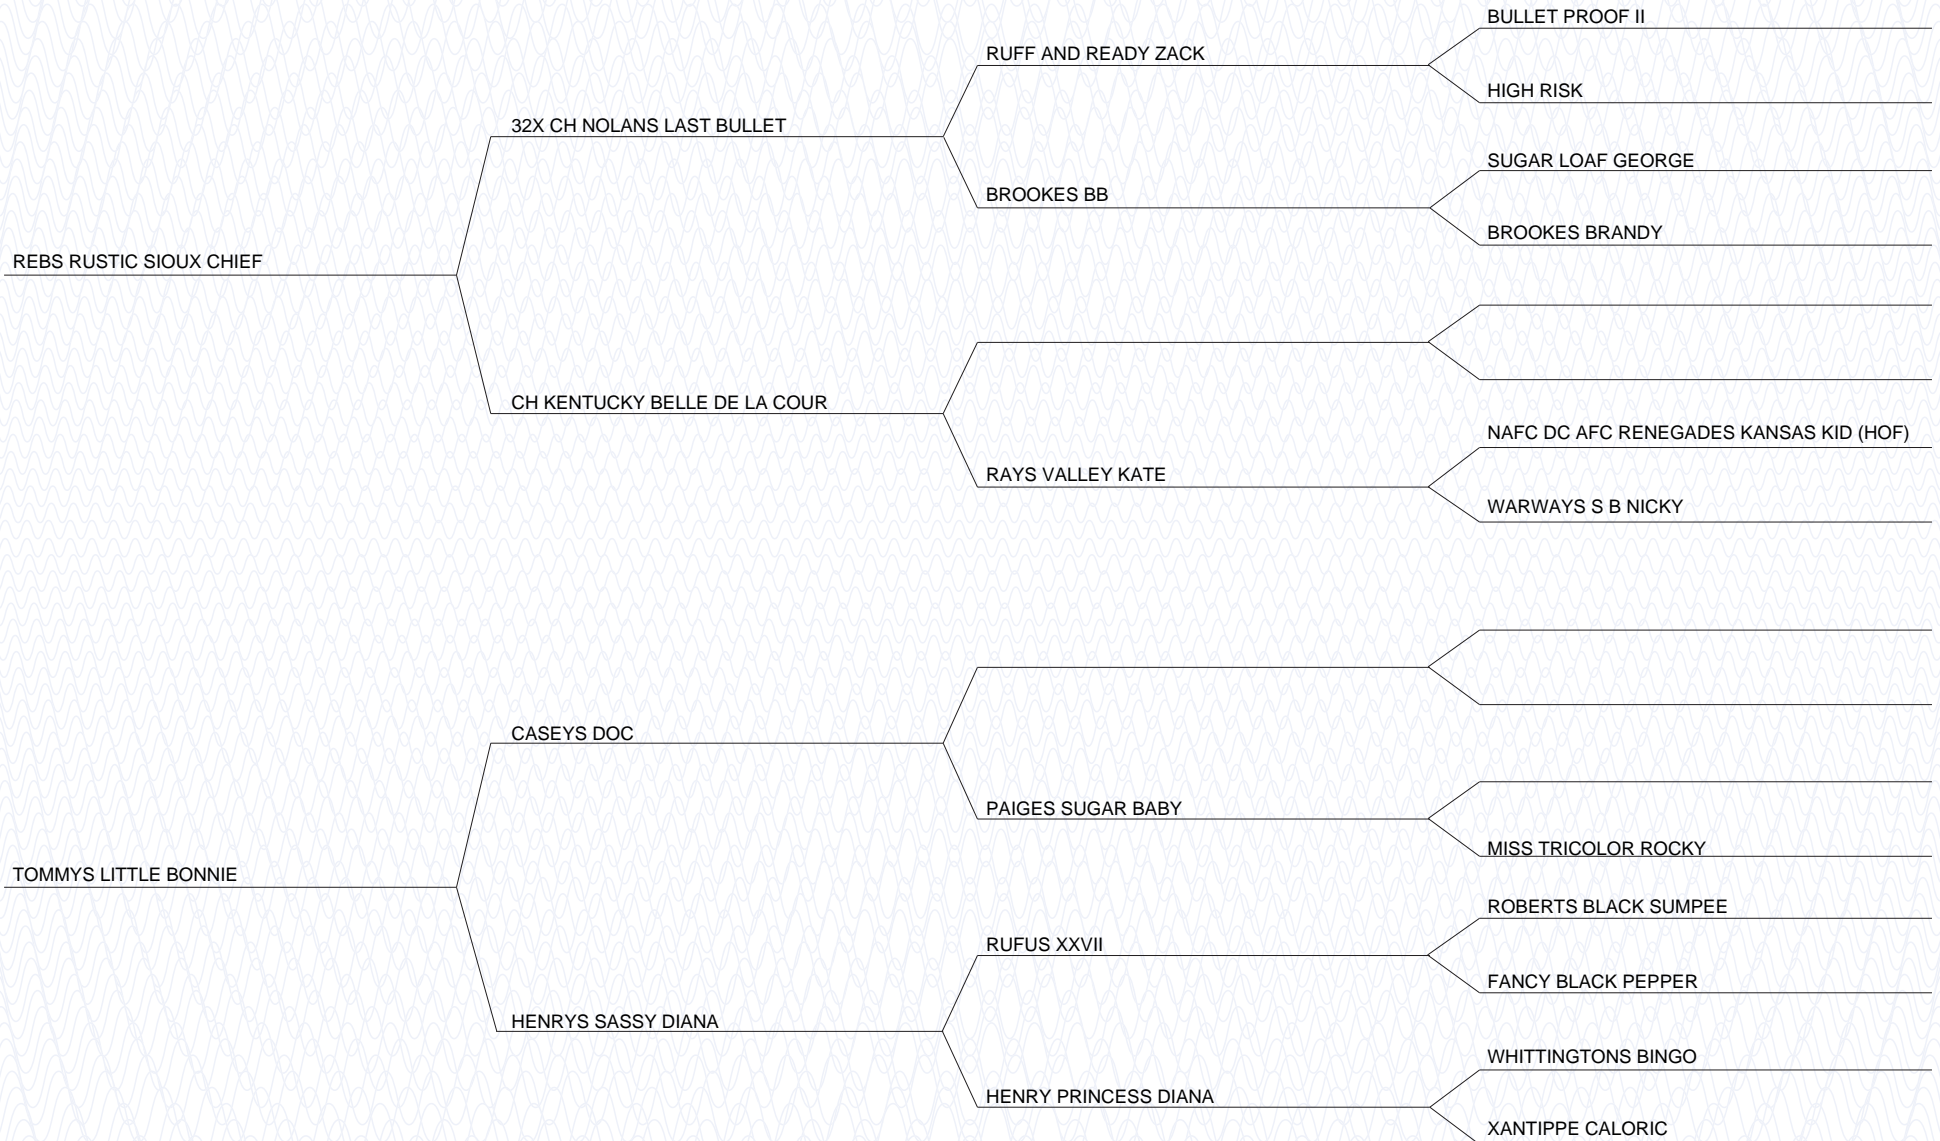 BULLET PROOF II
RUFF AND READY ZACK
HIGH RISK
32X CH NOLANS LAST BULLET
SUGAR LOAF GEORGE
BROOKES BB
BROOKES BRANDY
REBS RUSTIC SIOUX CHIEF
CH KENTUCKY BELLE DE LA COUR
NAFC DC AFC RENEGADES KANSAS KID (HOF)
RAYS VALLEY KATE
WARWAYS S B NICKY
CASEYS DOC
PAIGES SUGAR BABY
MISS TRICOLOR ROCKY
TOMMYS LITTLE BONNIE
ROBERTS BLACK SUMPEE
RUFUS XXVII
FANCY BLACK PEPPER
HENRYS SASSY DIANA
WHITTINGTONS BINGO
HENRY PRINCESS DIANA
XANTIPPE CALORIC